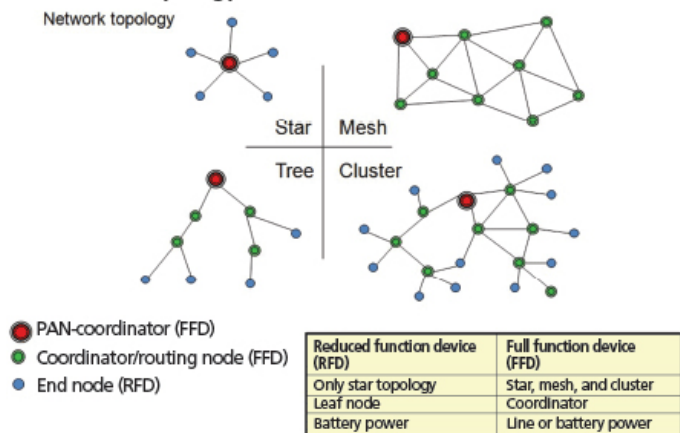 Network topology
Star
Mesh
Tree
Cluster
PAN-coordinator (FFD)
Coordinator/routing node (FFD)
End node (RFD)
Reduced function device (RFD)
Full function device (FFD)
Only star topology
Star, mesh, and cluster
Leaf node
Coordinator
Battery power
Line or battery power